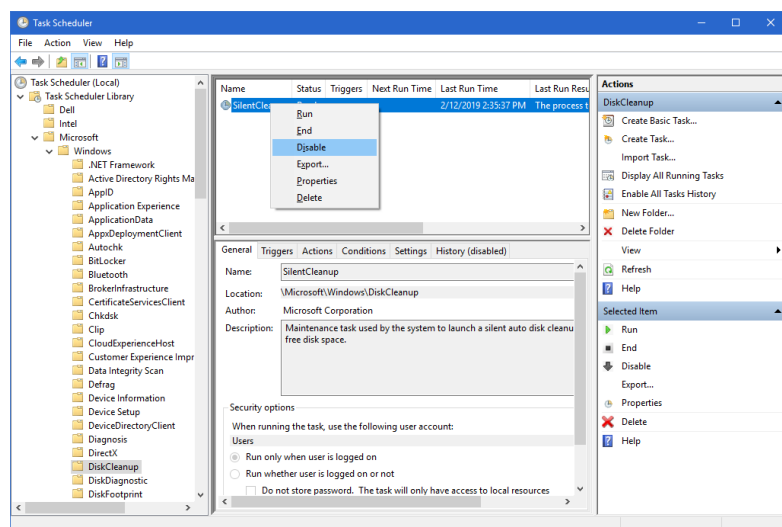 Task Scheduler
File Action View Help
Task Scheduler (Local)
Task Scheduler Library
Dell
Intel
Microsoft
Windows
.NET Framework
Active Directory Rights Ma
AppID
Application Experience
ApplicationData
AppxDeploymentClient
Autochk
BitLocker
Bluetooth
BrokerInfrastructure
CertificateServicesClient
Chkdsk
Clip
CloudExperienceHost
Customer Experience Impr
Data Integrity Scan
Defrag
Device Information
Device Setup
DeviceDirectoryClient
Diagnosis
DirectX
DiskCleanup
DiskDiagnostic
DiskFootprint
Name Status Triggers Next Run Time Last Run Time Last Run Resu
SilentClea 2/12/2019 2:35:37 PM The process t
Run
End
Disable
Export...
Properties
Delete
General Triggers Actions Conditions Settings History (disabled)
Name: SilentCleanup
Location: \Microsoft\Windows\DiskCleanup
Author: Microsoft Corporation
Description: Maintenance task used by the system to launch a silent auto disk cleanu
free disk space.
Security options
When running the task, use the following user account:
Users
Run only when user is logged on
Run whether user is logged on or not
Do not store password. The task will only have access to local resources
Actions
DiskCleanup
Create Basic Task...
Create Task...
Import Task...
Display All Running Tasks
Enable All Tasks History
New Folder...
Delete Folder
View
Refresh
Help
Selected Item
Run
End
Disable
Export...
Properties
Delete
Help